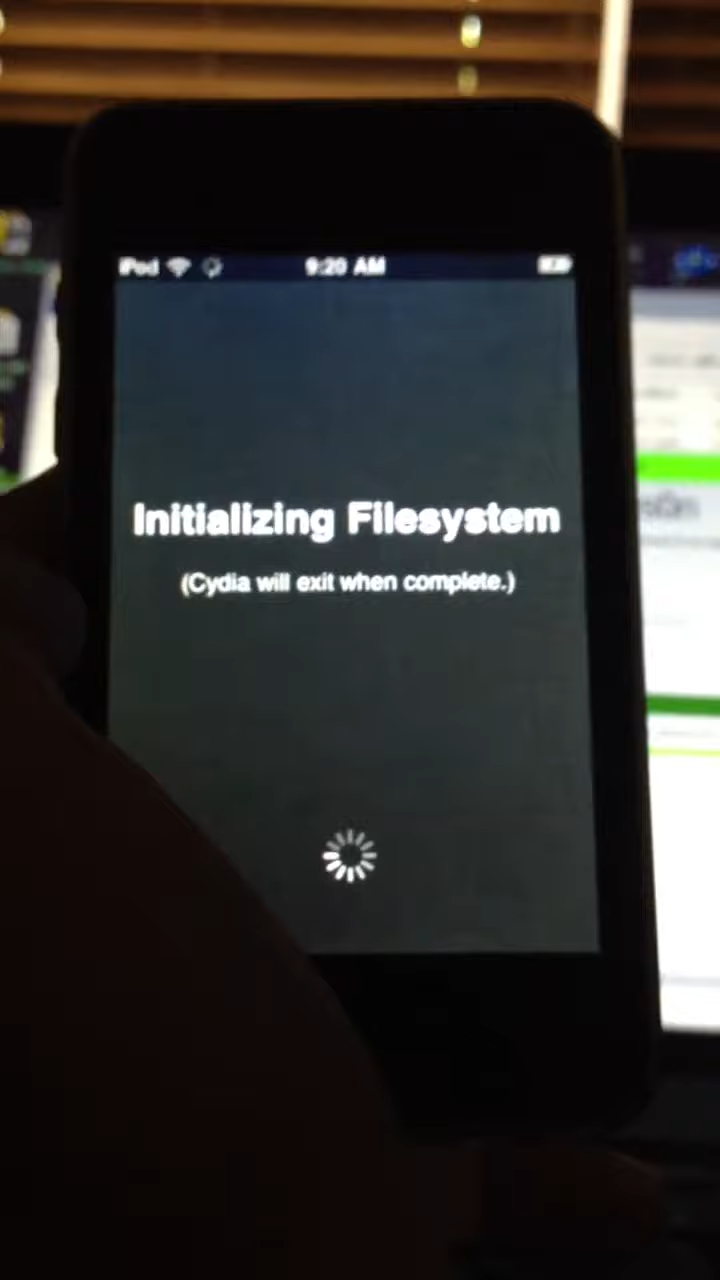 iPod 9:20 AM
Initializing Filesystem
(Cydia will exit when complete.)